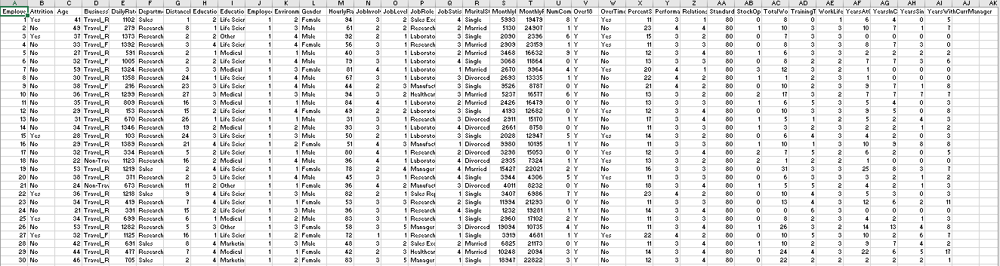 A B C D E F G H I J K L M N O P Q R S T U V W X Y Z AA AB AC AD AE AF AG AH AI AJ AK
Employe Attrition Age Business DailyRate Departm Distance Educatio Educatio Employe Environm Gender HourlyRa JobInvolv JobLevel JobRole JobSatis MaritalSt MonthlyI MonthlyR NumCom Over18 OverTime PercentS Performa Relations Standard StockOp TotalWo TrainingT WorkLife YearsAtC YearsInC YearsSin YearsWithCurrManager
1 Yes 41 Travel_R 1102 Sales 1 2 Life Scier 1 2 Female 94 3 2 Sales Exe 4 Single 5993 19479 8 Y Yes 11 3 1 80 0 8 0 1 6 4 0 5
2 No 49 Travel_F 279 Research 8 1 Life Scier 1 3 Male 61 2 2 Research 2 Married 5130 24907 1 Y No 23 4 4 80 1 10 3 3 10 7 1 7
3 Yes 37 Travel_R 1373 Research 2 2 Other 1 4 Male 92 2 1 Laborato 3 Single 2090 2396 6 Y Yes 15 3 2 80 0 7 3 3 0 0 0 0
4 No 33 Travel_F 1392 Research 3 4 Life Scier 1 4 Female 56 3 1 Research 3 Married 2909 23159 1 Y Yes 11 3 3 80 0 8 3 3 8 7 3 0
5 No 27 Travel_R 591 Research 2 1 Medical 1 1 Male 40 3 1 Laborato 2 Married 3468 16632 9 Y No 12 3 4 80 1 6 3 3 2 2 2 2
6 No 32 Travel_F 1005 Research 2 2 Life Scier 1 4 Male 79 3 1 Laborato 4 Single 3068 11864 0 Y No 13 3 3 80 0 8 2 2 7 7 3 6
7 No 59 Travel_R 1324 Research 3 3 Medical 1 3 Female 81 4 1 Laborato 1 Married 2670 9964 4 Y Yes 20 4 1 80 3 12 3 2 1 0 0 0
8 No 30 Travel_R 1358 Research 24 1 Life Scier 1 4 Male 67 3 1 Laborato 3 Divorced 2693 13335 1 Y No 22 4 2 80 1 1 2 3 1 0 0 0
9 No 38 Travel_F 216 Research 23 3 Life Scier 1 4 Male 44 2 3 Manufact 3 Single 9526 8787 0 Y No 21 4 2 80 0 10 2 3 9 7 1 8
10 No 36 Travel_R 1299 Research 27 3 Medical 1 3 Male 94 3 2 Healthcar 3 Married 5237 16577 6 Y No 13 3 2 80 2 17 3 2 7 7 7 7
11 No 35 Travel_R 809 Research 16 3 Medical 1 1 Male 84 4 1 Laborato 2 Married 2426 16479 0 Y No 13 3 3 80 1 6 5 3 5 4 0 3
12 No 29 Travel_R 153 Research 15 2 Life Scier 1 4 Female 49 2 2 Laborato 3 Single 4193 12682 0 Y Yes 12 3 4 80 0 10 3 3 9 5 0 8
13 No 31 Travel_R 670 Research 26 1 Life Scier 1 1 Male 31 3 1 Research 3 Divorced 2911 15170 1 Y No 17 3 4 80 1 5 1 2 5 2 4 3
14 No 34 Travel_R 1346 Research 19 2 Medical 1 2 Male 93 3 1 Laborato 4 Divorced 2661 8758 0 Y No 11 3 3 80 1 3 2 3 2 2 1 2
15 Yes 28 Travel_R 103 Research 24 3 Life Scier 1 3 Male 50 2 1 Laborato 3 Single 2028 12947 5 Y Yes 14 3 2 80 0 6 4 3 4 2 0 3
16 No 29 Travel_R 1389 Research 21 4 Life Scier 1 2 Female 51 4 3 Manufact 1 Divorced 9980 10195 1 Y No 11 3 3 80 1 10 1 3 10 9 8 8
17 No 32 Travel_R 334 Research 5 2 Life Scier 1 1 Male 80 4 1 Research 2 Divorced 3298 15053 0 Y Yes 12 3 4 80 2 7 5 2 6 2 0 5
18 No 22 Non-Trav 1123 Research 16 2 Medical 1 4 Male 96 4 1 Laborato 4 Divorced 2935 7324 1 Y Yes 13 3 2 80 2 1 2 2 1 0 0 0
19 No 53 Travel_R 1219 Sales 2 4 Life Scier 1 1 Female 78 2 4 Manager 4 Married 15427 22021 2 Y No 16 3 3 80 0 31 3 3 25 8 3 7
20 No 38 Travel_R 371 Research 2 3 Life Scier 1 4 Male 45 3 1 Research 4 Single 3944 4306 5 Y Yes 11 3 3 80 0 6 3 3 3 2 1 2
21 No 24 Non-Trav 673 Research 11 2 Other 1 1 Female 96 4 2 Manufact 3 Divorced 4011 8232 0 Y No 18 3 4 80 1 5 5 2 4 2 1 3
22 Yes 36 Travel_R 1218 Sales 9 4 Life Scier 1 3 Male 82 2 1 Sales Rep 1 Single 3407 6986 7 Y No 23 4 2 80 0 10 4 3 5 3 0 3
23 No 34 Travel_R 419 Research 7 4 Life Scier 1 1 Female 53 3 3 Research 2 Single 11994 21293 0 Y No 11 3 3 80 0 13 4 3 12 6 2 11
24 No 21 Travel_R 391 Research 15 2 Life Scier 1 3 Male 96 3 1 Research 4 Single 1232 19281 1 Y No 14 3 4 80 0 0 6 3 0 0 0 0
25 Yes 34 Travel_R 699 Research 6 1 Medical 1 2 Male 83 3 1 Research 1 Single 2960 17102 2 Y No 11 3 3 80 0 8 2 3 4 2 1 3
26 No 53 Travel_R 1282 Research 5 3 Other 1 3 Female 58 3 5 Manager 3 Divorced 19094 10735 4 Y No 11 3 4 80 1 26 3 2 14 13 4 8
27 Yes 32 Travel_F 1125 Research 16 1 Life Scier 1 2 Female 72 1 1 Research 1 Single 3919 4681 1 Y Yes 22 4 2 80 0 10 5 3 10 2 6 7
28 No 42 Travel_R 691 Sales 8 4 Marketin 1 3 Male 48 3 2 Sales Exe 2 Married 6825 21173 0 Y No 11 3 4 80 1 10 2 3 9 7 4 2
29 No 44 Travel_R 477 Research 7 4 Medical 1 1 Female 42 2 3 Healthcar 4 Married 10248 2094 3 Y No 14 3 4 80 1 24 4 3 22 6 5 17
30 No 46 Travel_R 705 Sales 2 4 Marketin 1 2 Female 83 3 5 Manager 1 Single 18947 22822 3 Y No 12 3 4 80 0 22 2 2 2 2 2 1